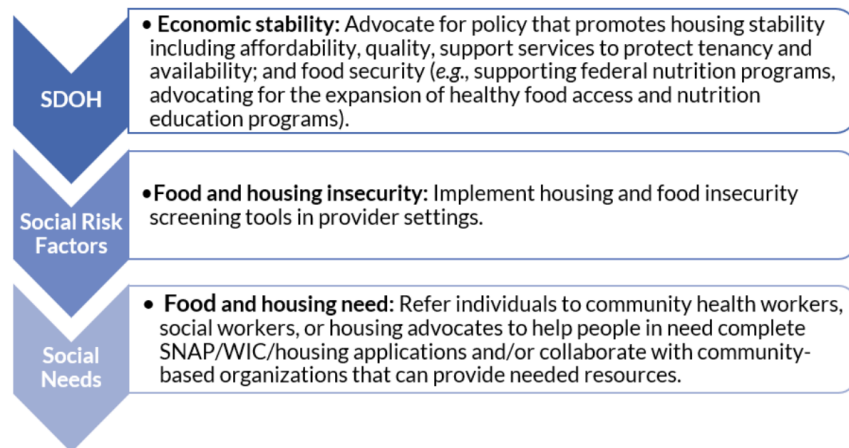 SDOH
• Economic stability: Advocate for policy that promotes housing stability
including affordability, quality, support services to protect tenancy and
availability; and food security (e.g., supporting federal nutrition programs,
advocating for the expansion of healthy food access and nutrition
education programs).
Social Risk
Factors
•Food and housing insecurity: Implement housing and food insecurity
screening tools in provider settings.
Social
Needs
• Food and housing need: Refer individuals to community health workers,
social workers, or housing advocates to help people in need complete
SNAP/WIC/housing applications and/or collaborate with community-
based organizations that can provide needed resources.